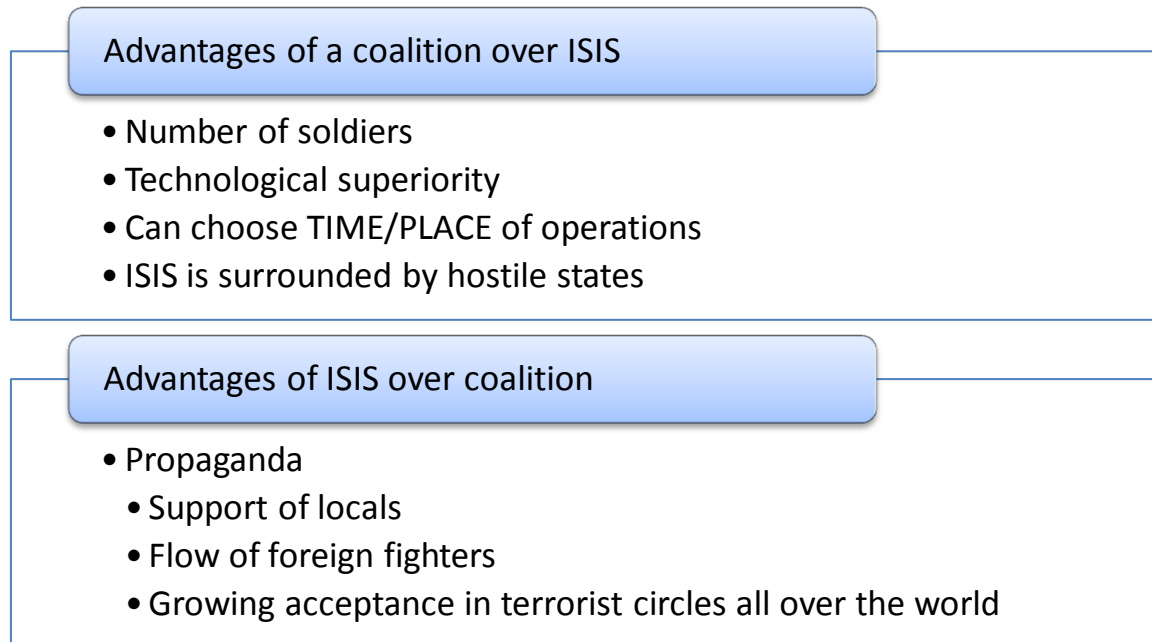 Advantages of a coalition over ISIS
• Number of soldiers
• Technological superiority
• Can choose TIME/PLACE of operations
• ISIS is surrounded by hostile states
Advantages of ISIS over coalition
• Propaganda
• Support of locals
• Flow of foreign fighters
• Growing acceptance in terrorist circles all over the world